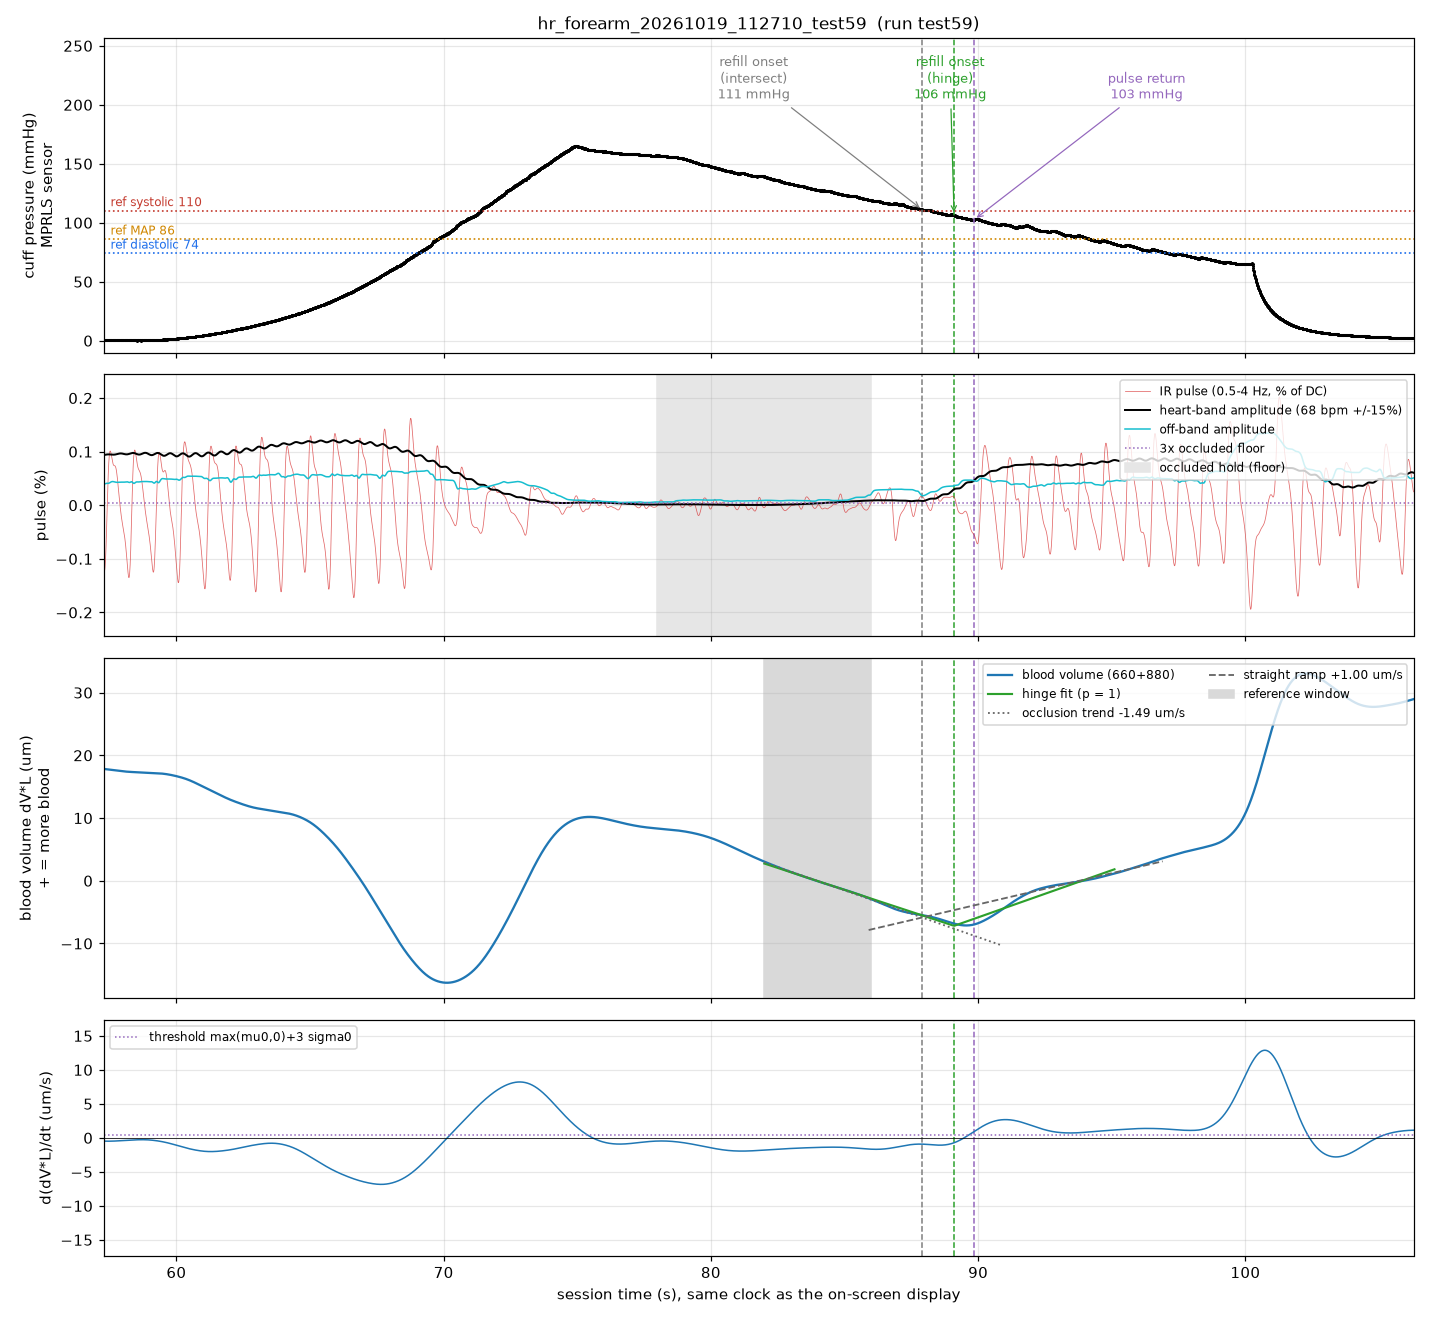 hr_forearm_20261019_112710_test59  (run test59)
250
200
150
100
50
0
cuff pressure (mmHg)
MPRLS sensor
ref systolic 110
ref MAP 86
ref diastolic 74
refill onset
(intersect)
111 mmHg
refill onset
(hinge)
106 mmHg
pulse return
103 mmHg
0.2
0.1
0.0
−0.1
−0.2
pulse (%)
IR pulse (0.5-4 Hz, % of DC)
heart-band amplitude (68 bpm +/-15%)
off-band amplitude
3x occluded floor
occluded hold (floor)
30
20
10
0
−10
blood volume dV*L (um)
+ = more blood
blood volume (660+880)
hinge fit (p = 1)
occlusion trend -1.49 um/s
straight ramp +1.00 um/s
reference window
15
10
5
0
−5
−10
−15
d(dV*L)/dt (um/s)
threshold max(mu0,0)+3 sigma0
60
70
80
90
100
session time (s), same clock as the on-screen display